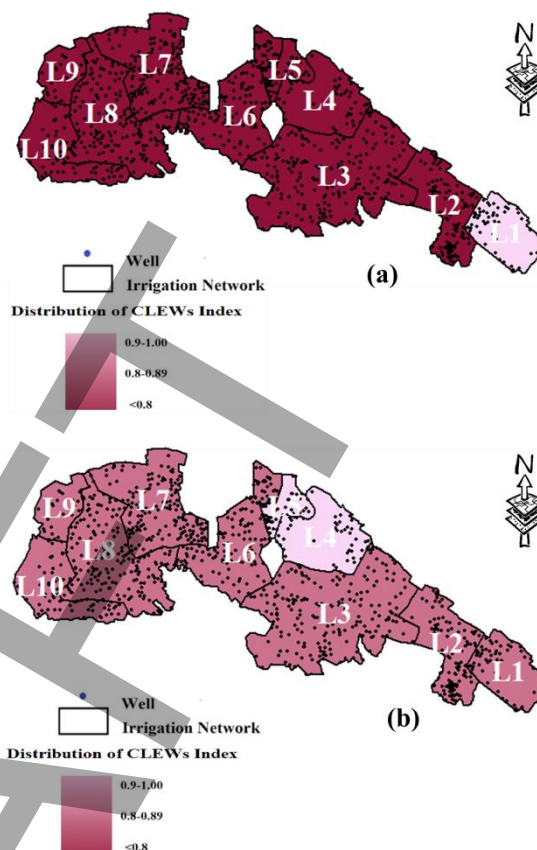 N
L9
L7
L5
L8
L6
L4
L10
L3
L2
L1
Well
Irrigation Network
(a)
Distribution of CLEWs Index
0.9-1.00
0.8-0.89
<0.8
N
L9
L7
L8
L6
L4
L10
L3
L2
L1
Well
Irrigation Network
(b)
Distribution of CLEWs Index
0.9-1.00
0.8-0.89
<0.8